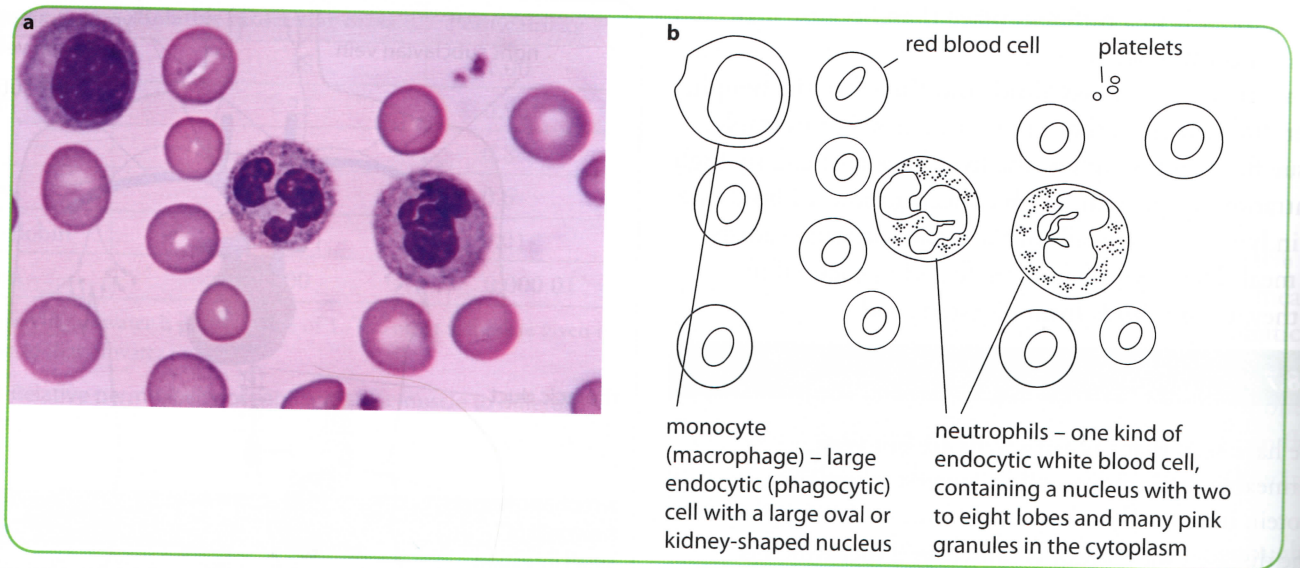 a
b
red blood cell
platelets
monocyte
(macrophage) – large
endocytic (phagocytic)
cell with a large oval or
kidney-shaped nucleus
neutrophils – one kind of
endocytic white blood cell,
containing a nucleus with two
to eight lobes and many pink
granules in the cytoplasm